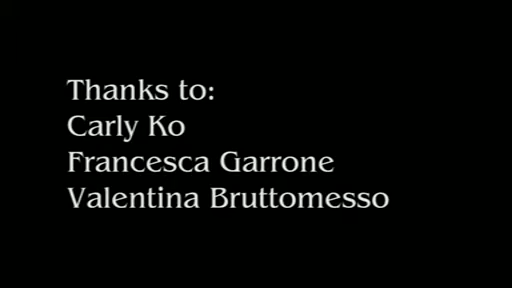 Thanks to:
Carly Ko
Francesca Garrone
Valentina Bruttomesso